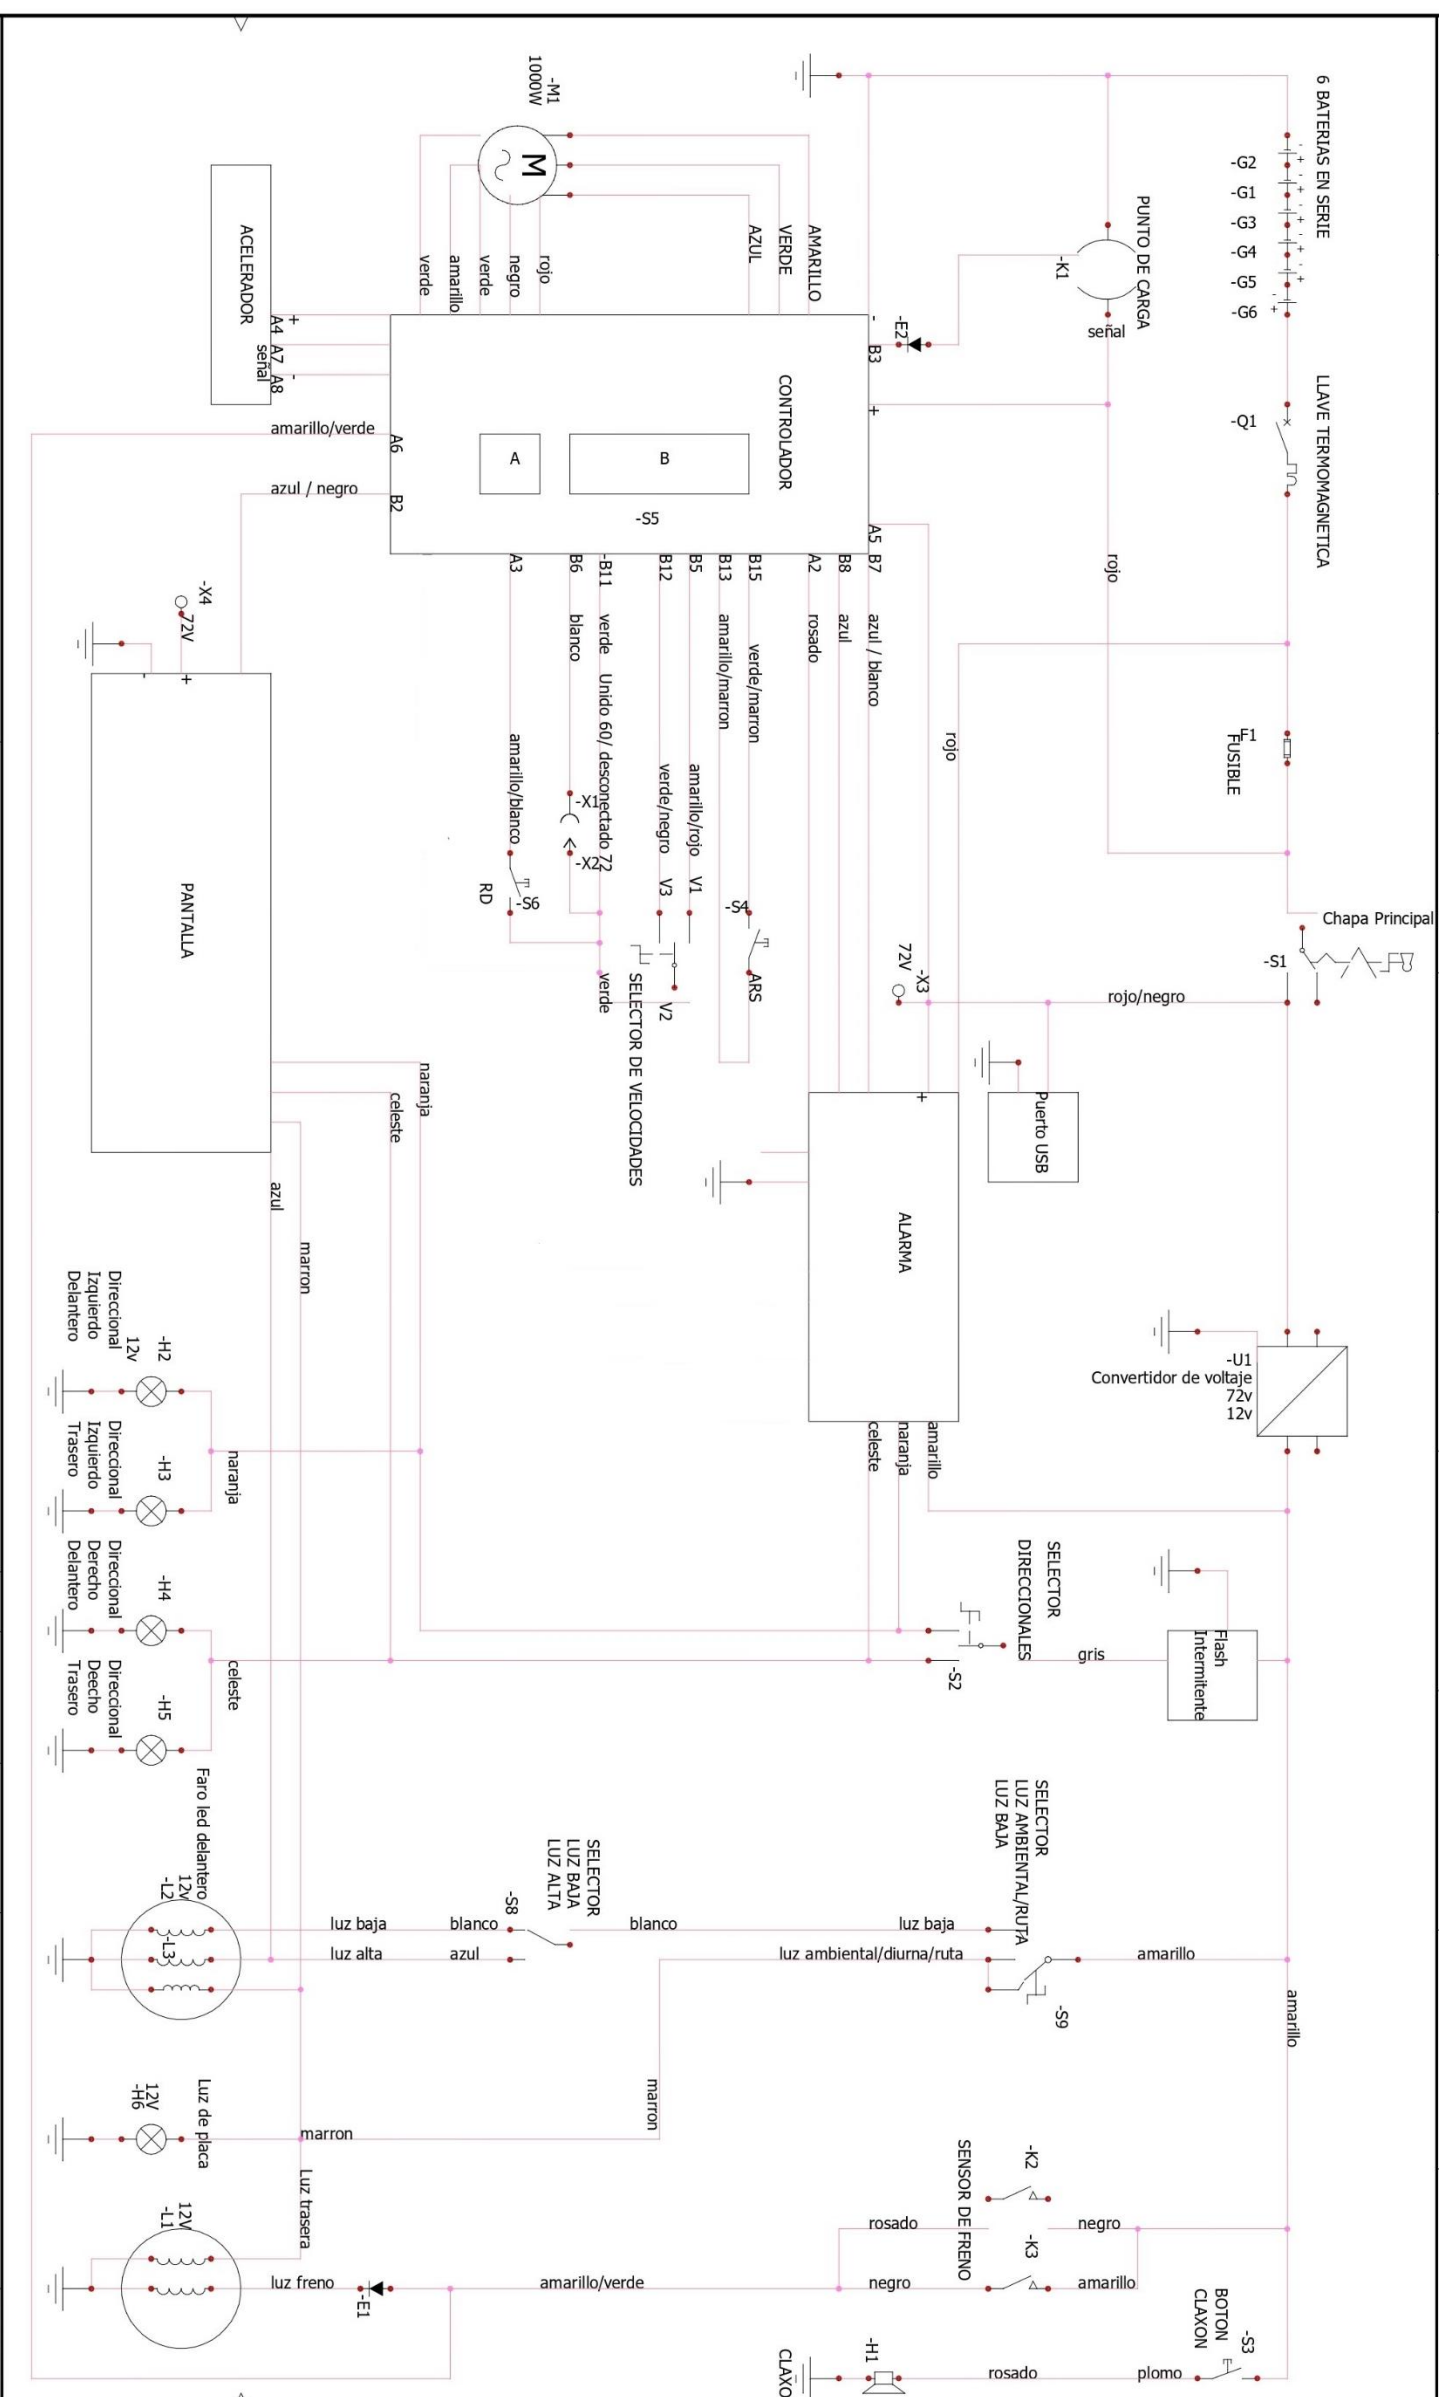 6 BATERIAS EN SERIE
-G2
-G1
-G3
-G4
-G5
-G6
LLAVE TERMOMAGNETICA
-Q1
F1
FUSIBLE
Chapa Principal
-S1
rojo/negro
PUNTO DE CARGA
-K1
señal
rojo
-E2
-M1
1000W
M
AMARILLO
VERDE
AZUL
rojo
negro
verde
amarillo
verde
ACELERADOR
+
A4
A7
señal
A8
-
CONTROLADOR
A
B
-S5
-
B3
+
A5
B7
B8
A2
B15
B13
B5
B12
-B11
B6
A3
A6
B2
amarillo/verde
azul / negro
azul / blanco
azul
rosado
verde/marron
amarillo/marron
amarillo/rojo
verde/negro
verde
Unido 60/ desconectado 72
blanco
amarillo/blanco
rojo
-X1
-X2
RD
-S6
V3
V1
V2
verde
SELECTOR DE VELOCIDADES
-S4
ARS
72V
-X3
-X4
72V
-
+
PANTALLA
naranja
celeste
azul
marron
Puerto USB
+
ALARMA
celeste
naranja
amarillo
-U1
Convertidor de voltaje
72v
12v
SELECTOR
DIRECCIONALES
-S2
gris
Flash
Intermitente
Direccional
Izquierdo
Delantero
12v
-H2
Direccional
Izquierdo
Trasero
-H3
naranja
Direccional
Derecho
Delantero
-H4
Direccional
Deecho
Trasero
-H5
celeste
Faro led delantero
12v
-L2
-L3
luz baja
blanco
luz alta
azul
-S8
SELECTOR
LUZ BAJA
LUZ ALTA
blanco
luz baja
luz ambiental/diurna/ruta
SELECTOR
LUZ AMBIENTAL/RUTA
LUZ BAJA
-S9
amarillo
amarillo
marron
Luz de placa
12V
-H6
marron
Luz trasera
12V
-L1
luz freno
-E1
amarillo/verde
SENSOR DE FRENO
-K2
rosado
negro
-K3
negro
amarillo
BOTON
CLAXON
-S3
plomo
rosado
-H1
CLAXO